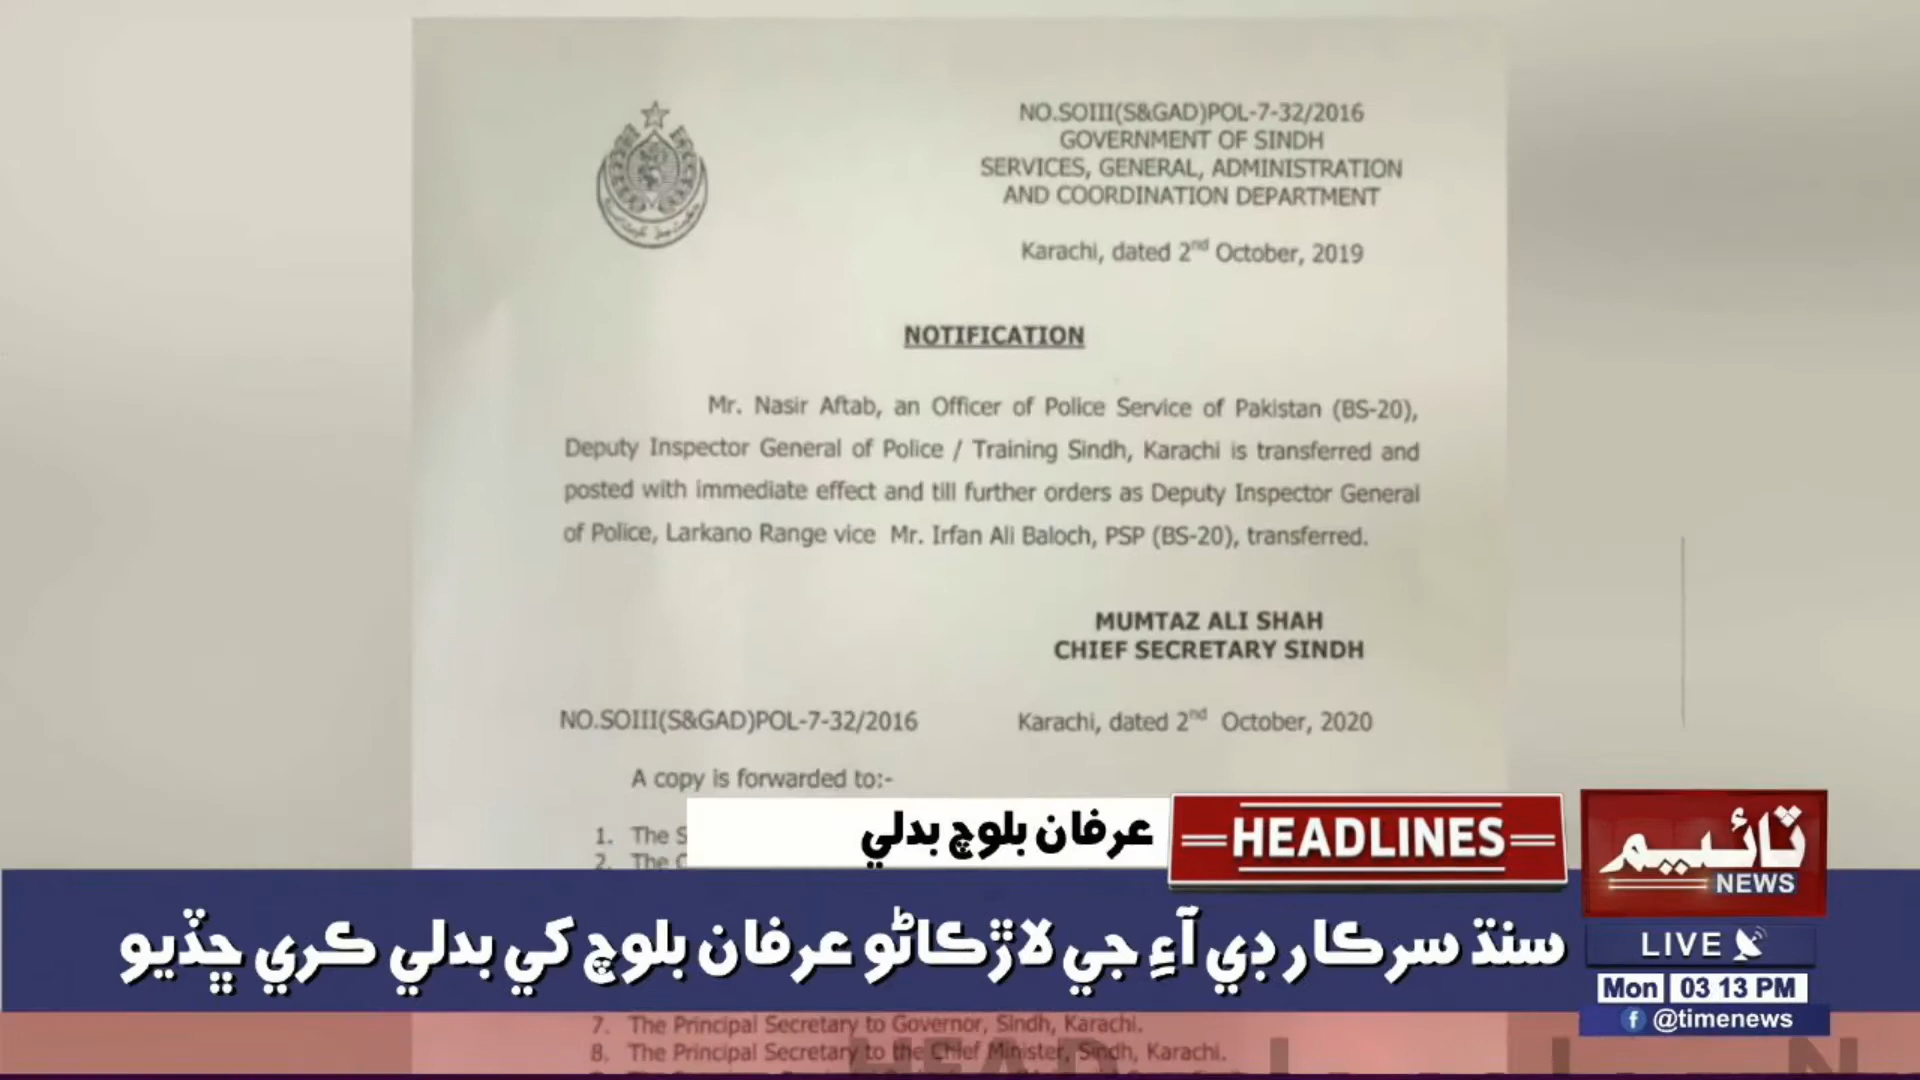 NO.SOIII(S&GAD)POL-7-32/2016
GOVERNMENT OF SINDH
SERVICES, GENERAL, ADMINISTRATION
AND COORDINATION DEPARTMENT
Karachi, dated 2nd October, 2019
NOTIFICATION
Mr. Nasir Aftab, an Officer of Police Service of Pakistan (BS-20),
Deputy Inspector General of Police / Training Sindh, Karachi is transferred and
posted with immediate effect and till further orders as Deputy Inspector General
of Police, Larkano Range vice Mr. Irfan Ali Baloch, PSP (BS-20), transferred.
MUMTAZ ALI SHAH
CHIEF SECRETARY SINDH
NO.SOIII(S&GAD)POL-7-32/2016 Karachi, dated 2nd October, 2020
A copy is forwarded to:-
1. The
2. The
عرفان بلوچ بدلي
HEADLINES
ٽائيم
NEWS
سنڌ سرڪار ڊي آءِ جي لاڙڪاڻو عرفان بلوچ کي بدلي ڪري ڇڏيو
LIVE
Mon 03 13 PM
@timenews
7. The Principal Secretary to Governor, Sindh, Karachi.
8. The Principal Secretary to the Chief Minister, Sindh, Karachi.